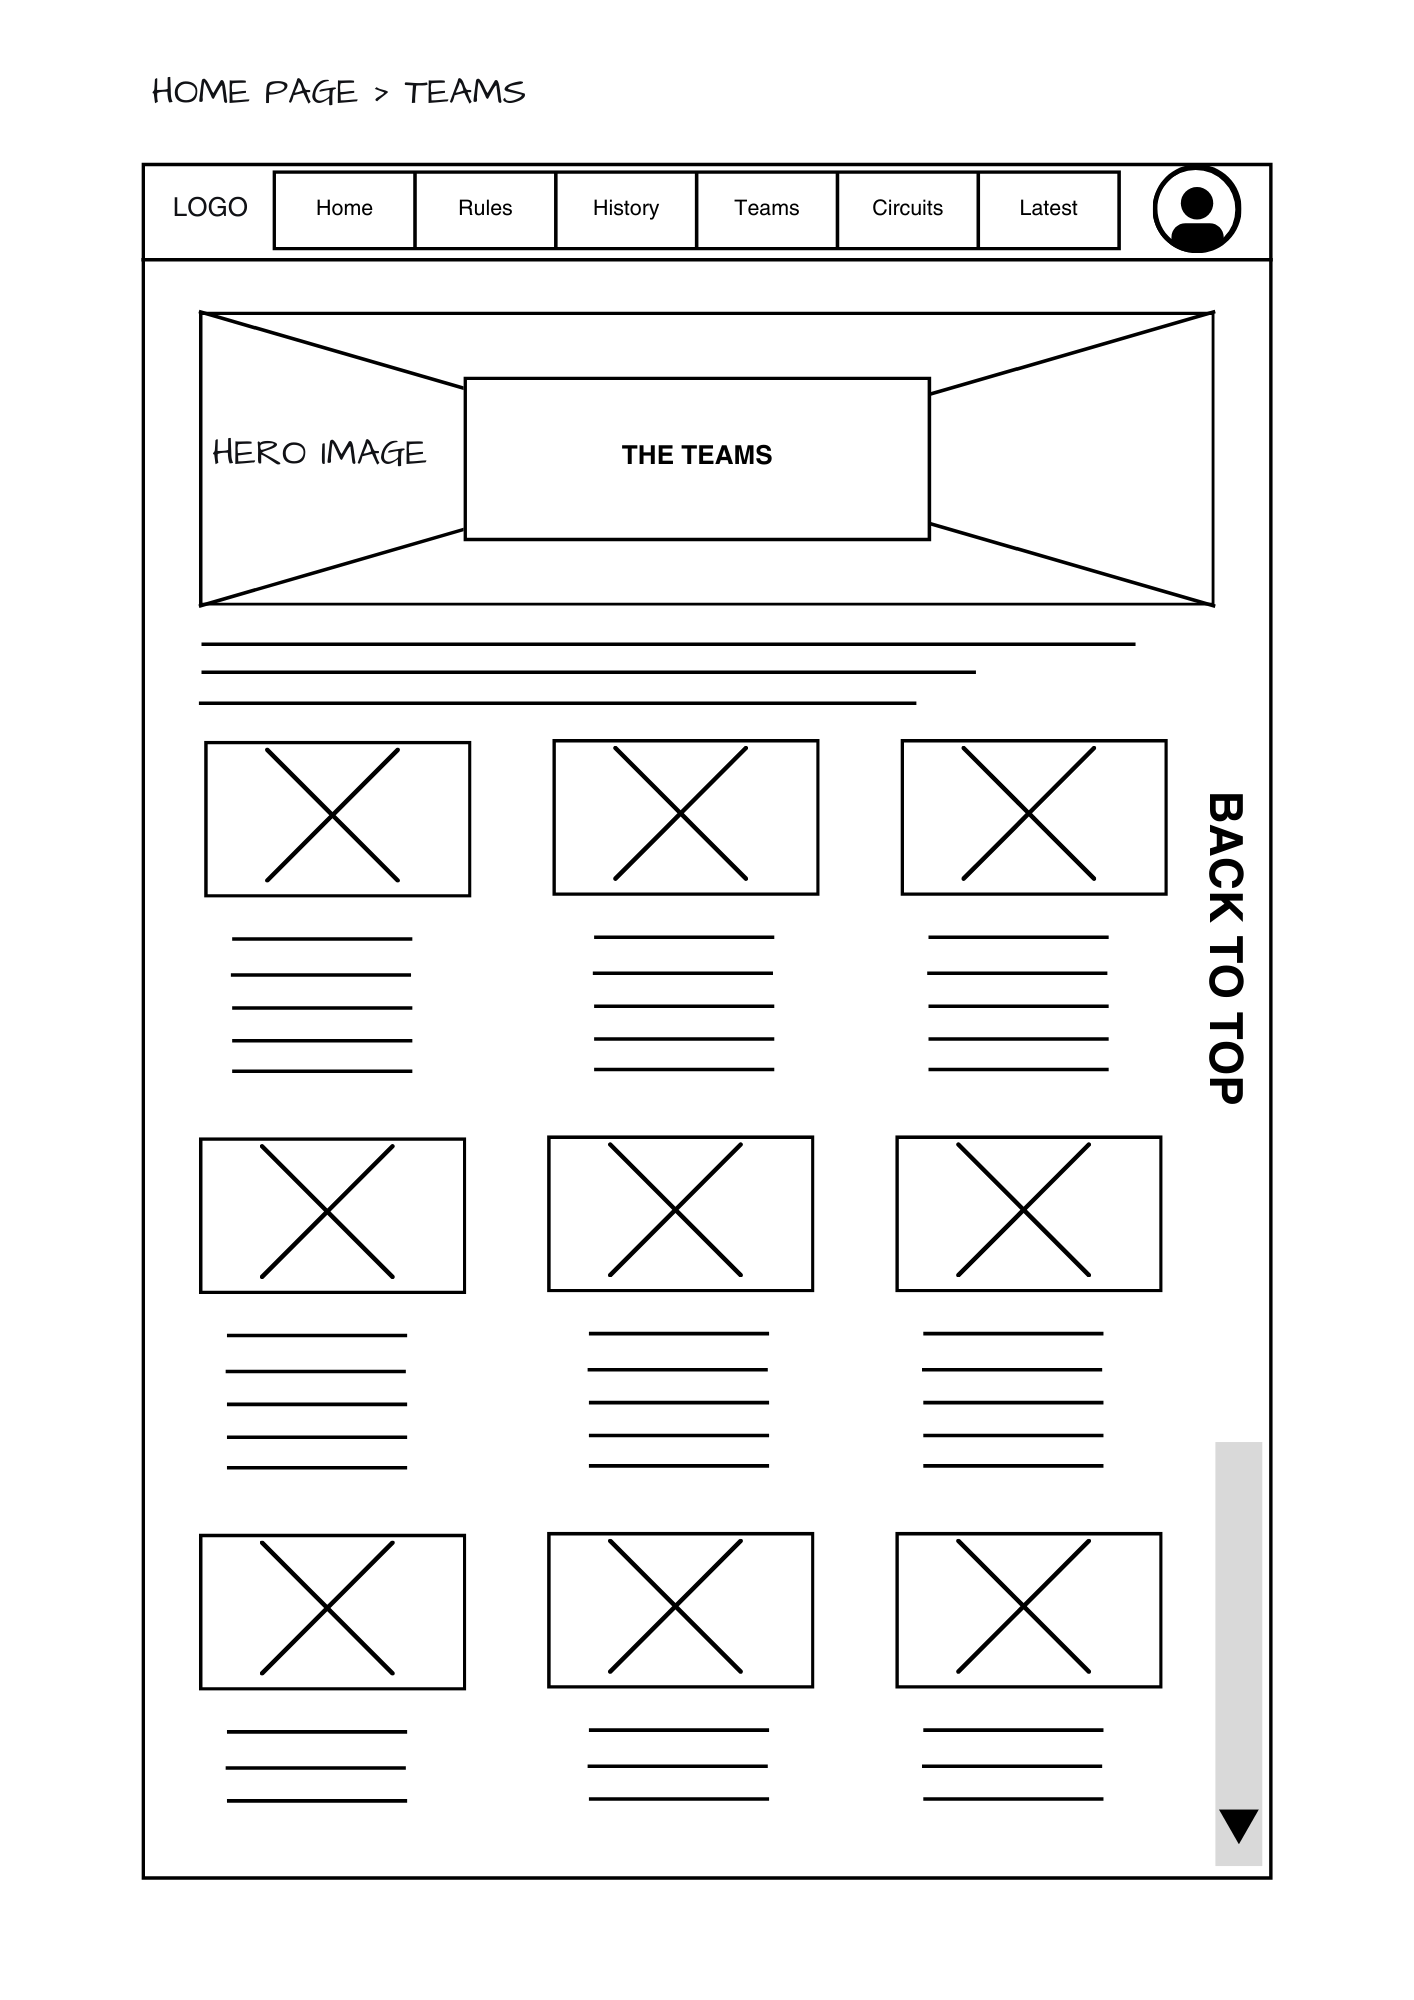 HOME PAGE > TEAMS
LOGO
Home
Rules
History
Teams
Circuits
Latest
HERO IMAGE
THE TEAMS
BACK TO TOP